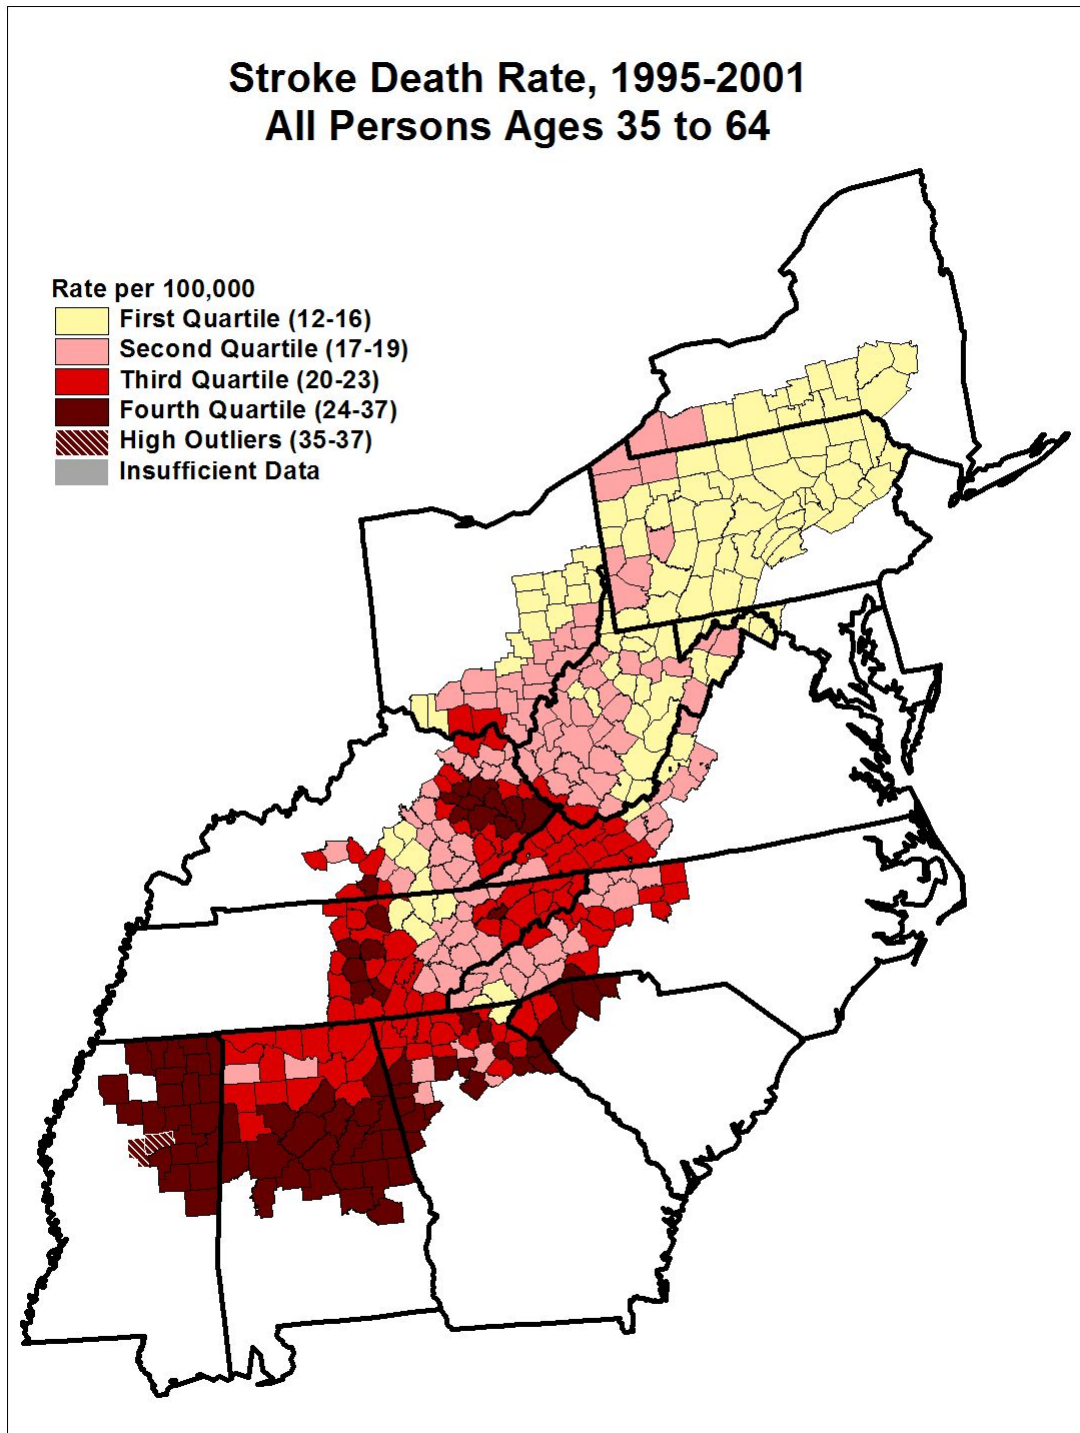 Stroke Death Rate, 1995-2001
All Persons Ages 35 to 64
Rate per 100,000
First Quartile (12-16)
Second Quartile (17-19)
Third Quartile (20-23)
Fourth Quartile (24-37)
High Outliers (35-37)
Insufficient Data